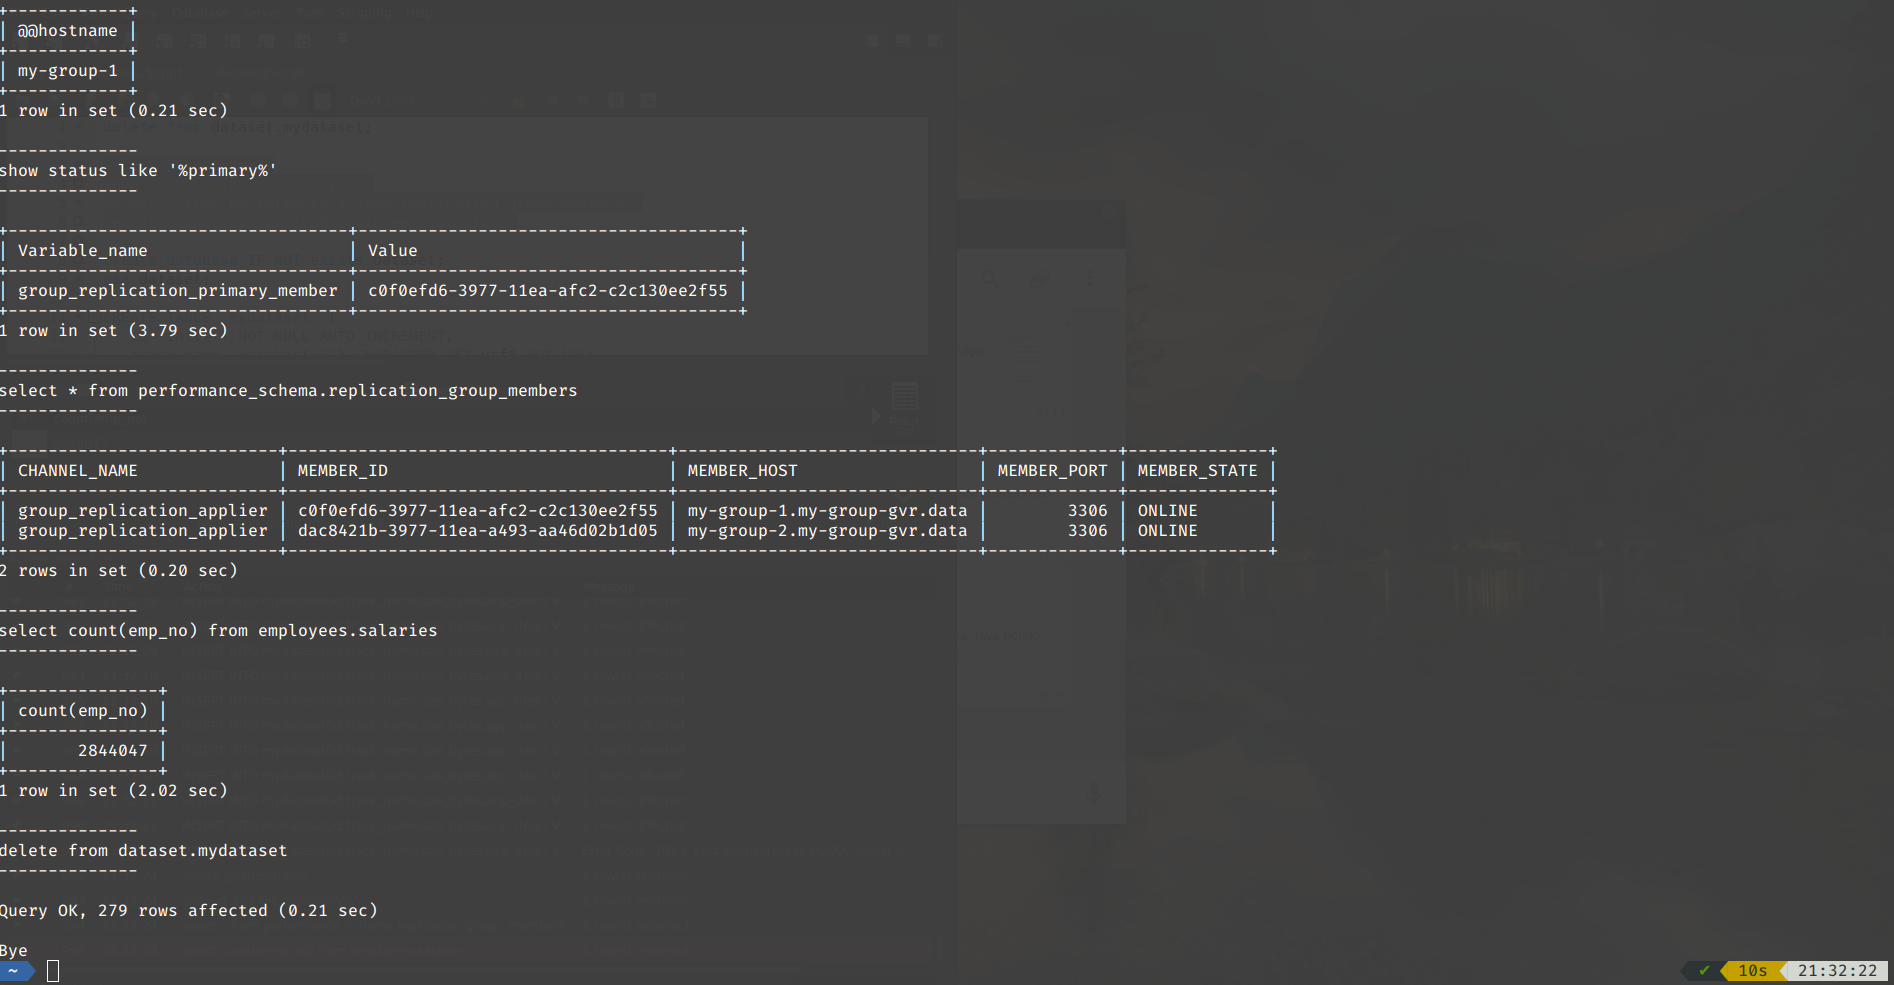 +------------+
| @@hostname |
+------------+
| my-group-1 |
+------------+
1 row in set (0.21 sec)
--------------
show status like '%primary%'
--------------
+----------------------------------+--------------------------------------+
| Variable_name                    | Value                                |
+----------------------------------+--------------------------------------+
| group_replication_primary_member | c0f0efd6-3977-11ea-afc2-c2c130ee2f55 |
+----------------------------------+--------------------------------------+
1 row in set (3.79 sec)
--------------
select * from performance_schema.replication_group_members
--------------
+---------------------------+--------------------------------------+------------------------------+-------------+--------------+
| CHANNEL_NAME              | MEMBER_ID                            | MEMBER_HOST                  | MEMBER_PORT | MEMBER_STATE |
+---------------------------+--------------------------------------+------------------------------+-------------+--------------+
| group_replication_applier | c0f0efd6-3977-11ea-afc2-c2c130ee2f55 | my-group-1.my-group-gvr.data |        3306 | ONLINE       |
| group_replication_applier | dac8421b-3977-11ea-a493-aa46d02b1d05 | my-group-2.my-group-gvr.data |        3306 | ONLINE       |
+---------------------------+--------------------------------------+------------------------------+-------------+--------------+
2 rows in set (0.20 sec)
--------------
select count(emp_no) from employees.salaries
--------------
+---------------+
| count(emp_no) |
+---------------+
|       2844047 |
+---------------+
1 row in set (2.02 sec)
--------------
delete from dataset.mydataset
--------------
Query OK, 279 rows affected (0.21 sec)
Bye
~
✔ 10s 21:32:22